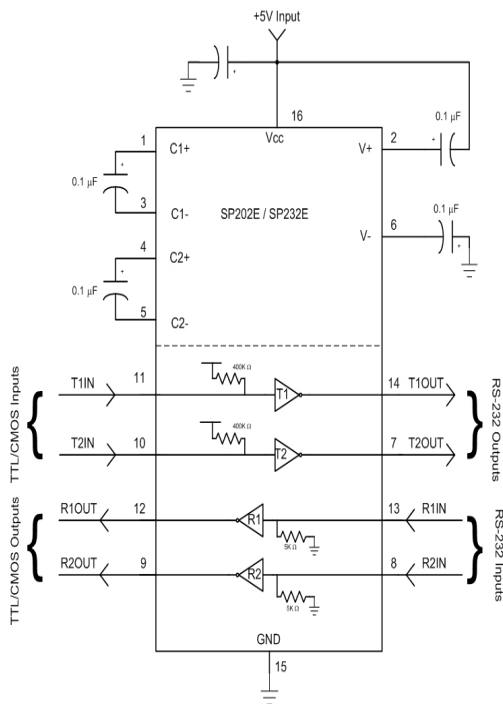 +5V Input
+
16
Vcc
0.1 µF
1
C1+
2
V+
+
+
0.1 µF
SP202E / SP232E
0.1 µF
3
C1-
6
V-
+
4
C2+
+
0.1 µF
5
C2-
400K Ω
T1IN
11
T1
14
T1OUT
400K Ω
T2IN
10
T2
7
T2OUT
TTL/CMOS Inputs
RS-232 Outputs
R1OUT
12
R1
13
R1IN
5K Ω
R2OUT
9
R2
8
R2IN
5K Ω
TTL/CMOS Outputs
RS-232 Inputs
GND
15